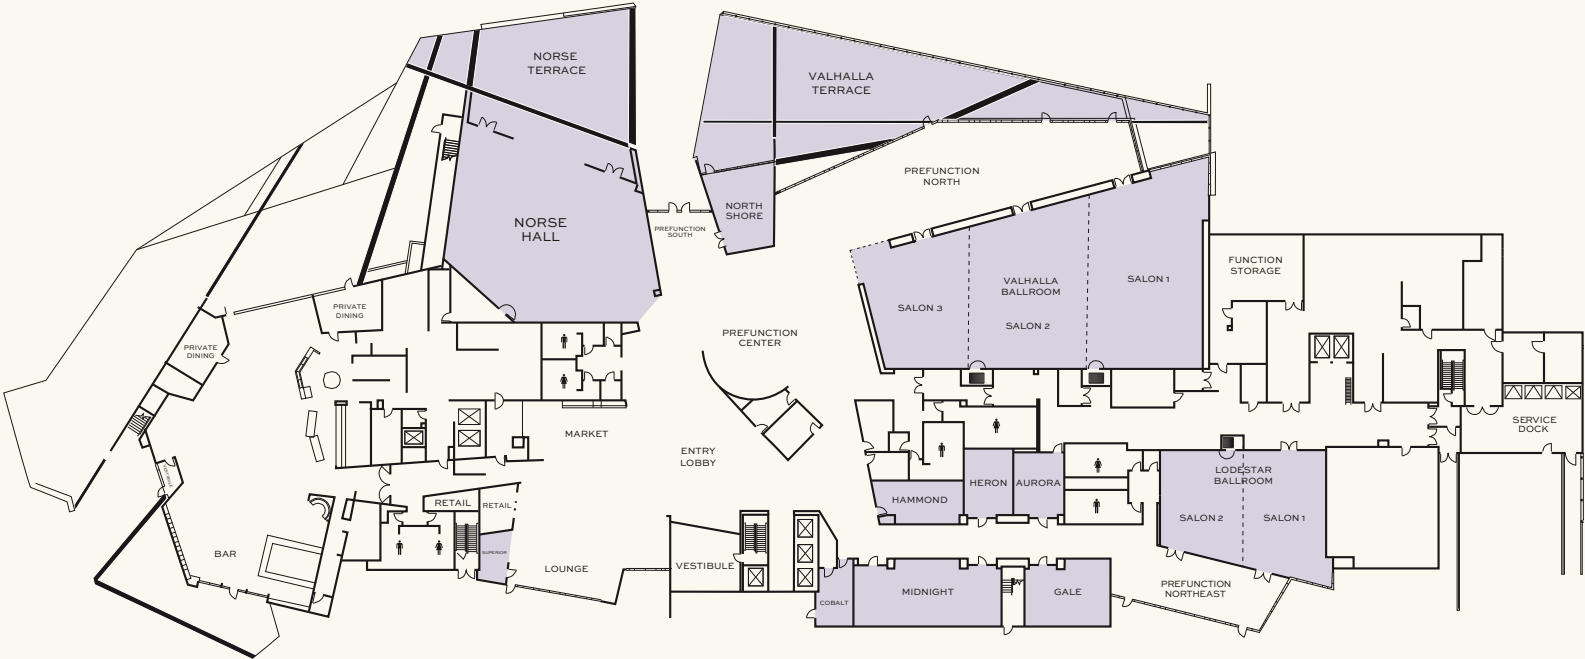 NORSE
TERRACE
VALHALLA
TERRACE
PREFUNCTION
NORTH
NORTH
SHORE
NORSE
HALL
PREFUNCTION
SOUTH
FUNCTION
STORAGE
SALON 1
VALHALLA
BALLROOM
SALON 3
SALON 2
PRIVATE
DINING
PREFUNCTION
CENTER
PRIVATE
DINING
MARKET
SERVICE
DOCK
ENTRY
LOBBY
LODESTAR
BALLROOM
HERON
AURORA
HAMMOND
RETAIL
RETAIL
SALON 2
SALON 1
BAR
SUPERIOR
LOUNGE
VESTIBULE
PREFUNCTION
NORTHEAST
COBALT
MIDNIGHT
GALE